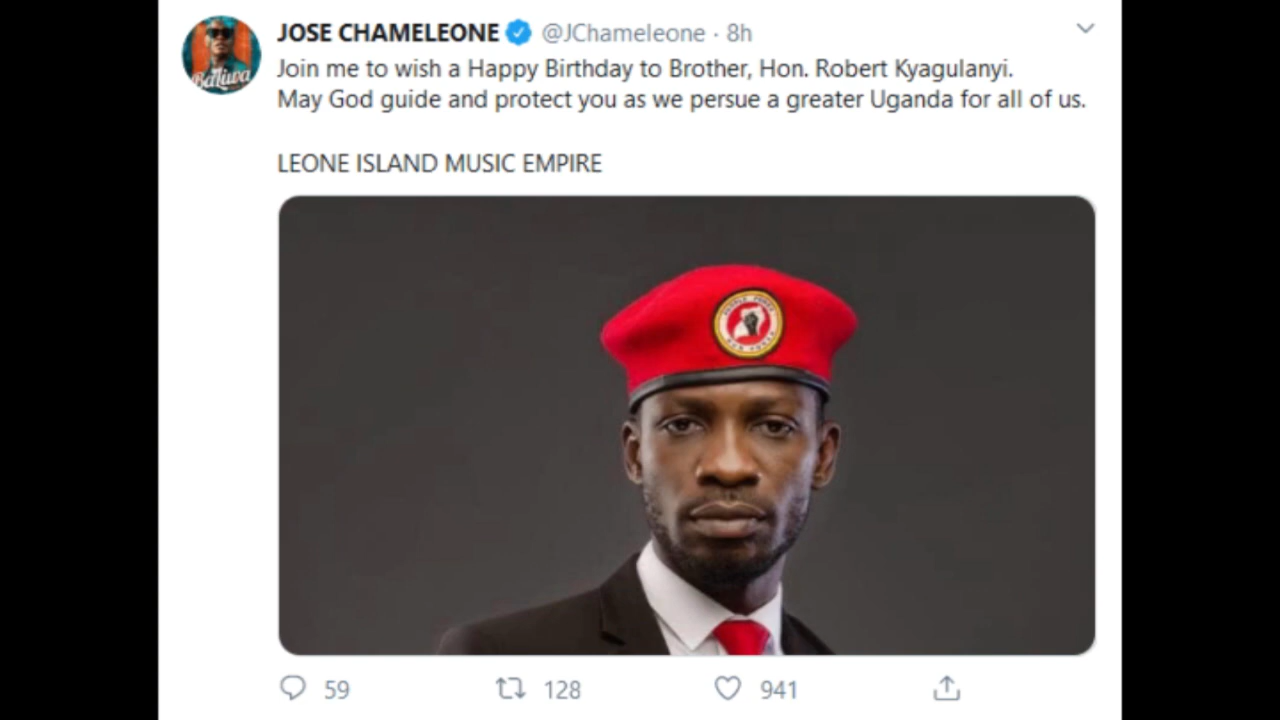 JOSE CHAMELEONE @JChameleone · 8h
Join me to wish a Happy Birthday to Brother, Hon. Robert Kyagulanyi.
May God guide and protect you as we persue a greater Uganda for all of us.
LEONE ISLAND MUSIC EMPIRE
59 128 941